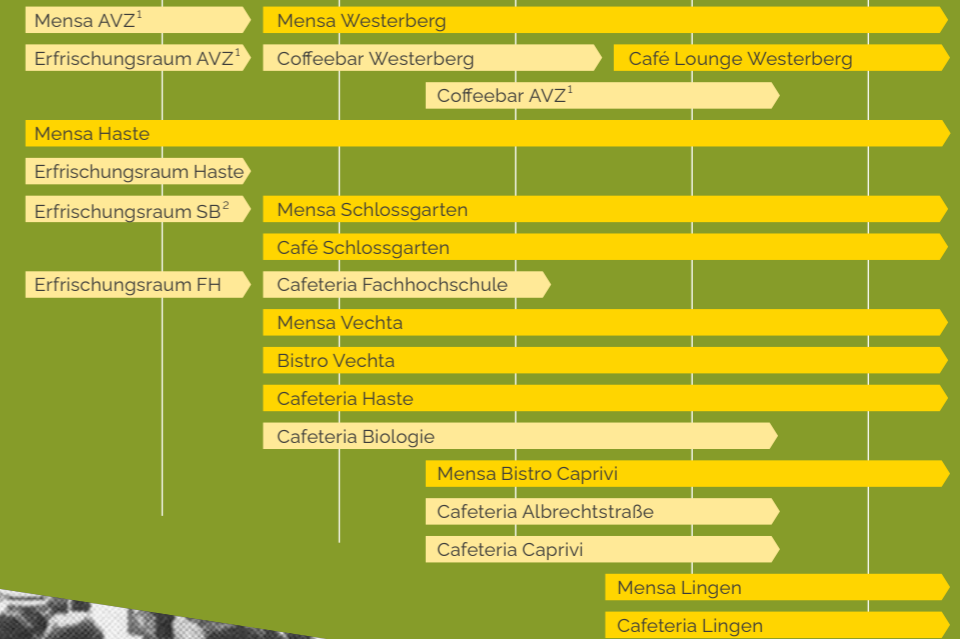 Mensa AVZ¹ Mensa Westerberg
Erfrischungsraum AVZ¹ Coffeebar Westerberg Café Lounge Westerberg
Coffeebar AVZ¹
Mensa Haste
Erfrischungsraum Haste
Erfrischungsraum SB² Mensa Schlossgarten
Café Schlossgarten
Erfrischungsraum FH Cafeteria Fachhochschule
Mensa Vechta
Bistro Vechta
Cafeteria Haste
Cafeteria Biologie
Mensa Bistro Caprivi
Cafeteria Albrechtstraße
Cafeteria Caprivi
Mensa Lingen
Cafeteria Lingen